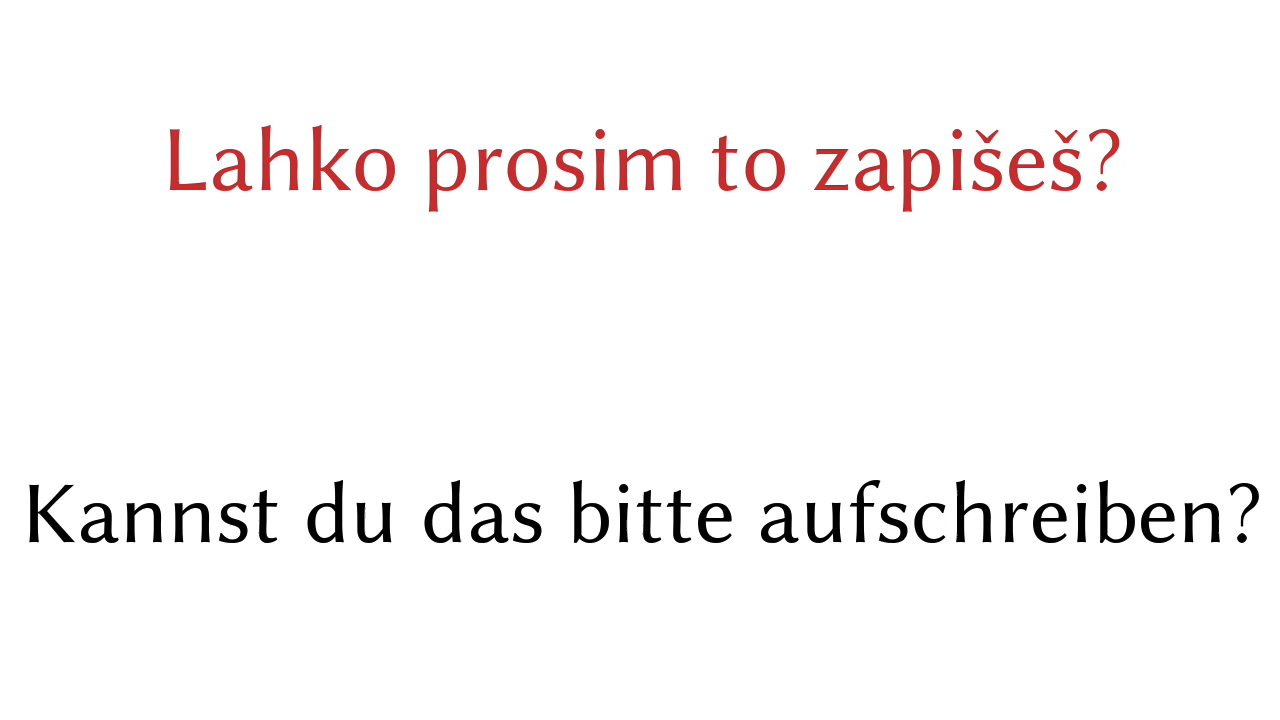 Lahko prosim to zapišeš?
Kannst du das bitte aufschreiben?